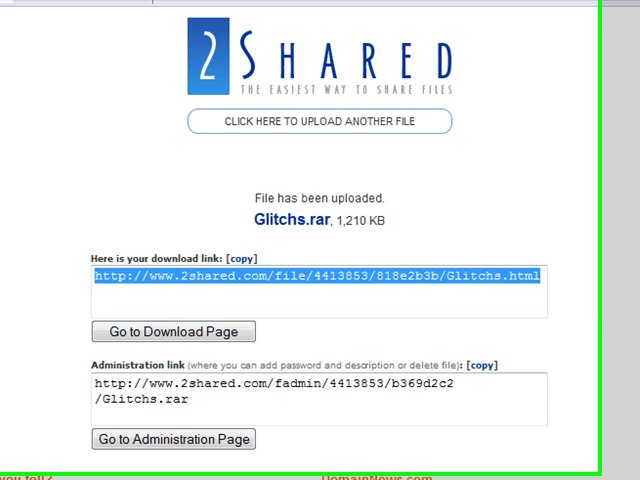 2SHARED
THE EASIEST WAY TO SHARE FILES
CLICK HERE TO UPLOAD ANOTHER FILE
File has been uploaded.
Glitchs.rar, 1,210 KB
Here is your download link: [copy]
http://www.2shared.com/file/4413853/818e2b3b/Glitchs.html
Go to Download Page
Administration link (where you can add password and description or delete file): [copy]
http://www.2shared.com/fadmin/4413853/b369d2c2
/Glitchs.rar
Go to Administration Page
you toll? DomainNews.com